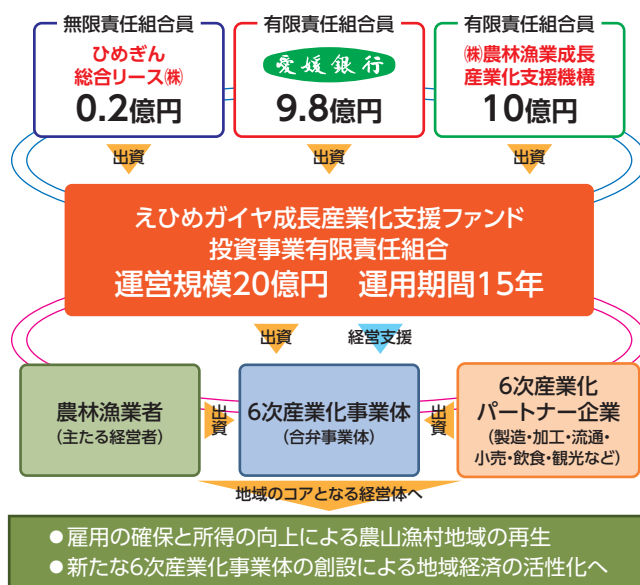 無限責任組合員
ひめぎん
総合リース㈱
0.2億円
有限責任組合員
愛媛銀行
9.8億円
有限責任組合員
㈱農林漁業成長
産業化支援機構
10億円
出資
出資
出資
えひめガイヤ成長産業化支援ファンド
投資事業有限責任組合
運営規模20億円　運用期間15年
出資
経営支援
農林漁業者
(主たる経営者)
出資
6次産業化事業体
(合弁事業体)
出資
6次産業化
パートナー企業
(製造・加工・流通・
小売・飲食・観光など)
地域のコアとなる経営体へ
●雇用の確保と所得の向上による農山漁村地域の再生
●新たな6次産業化事業体の創設による地域経済の活性化へ